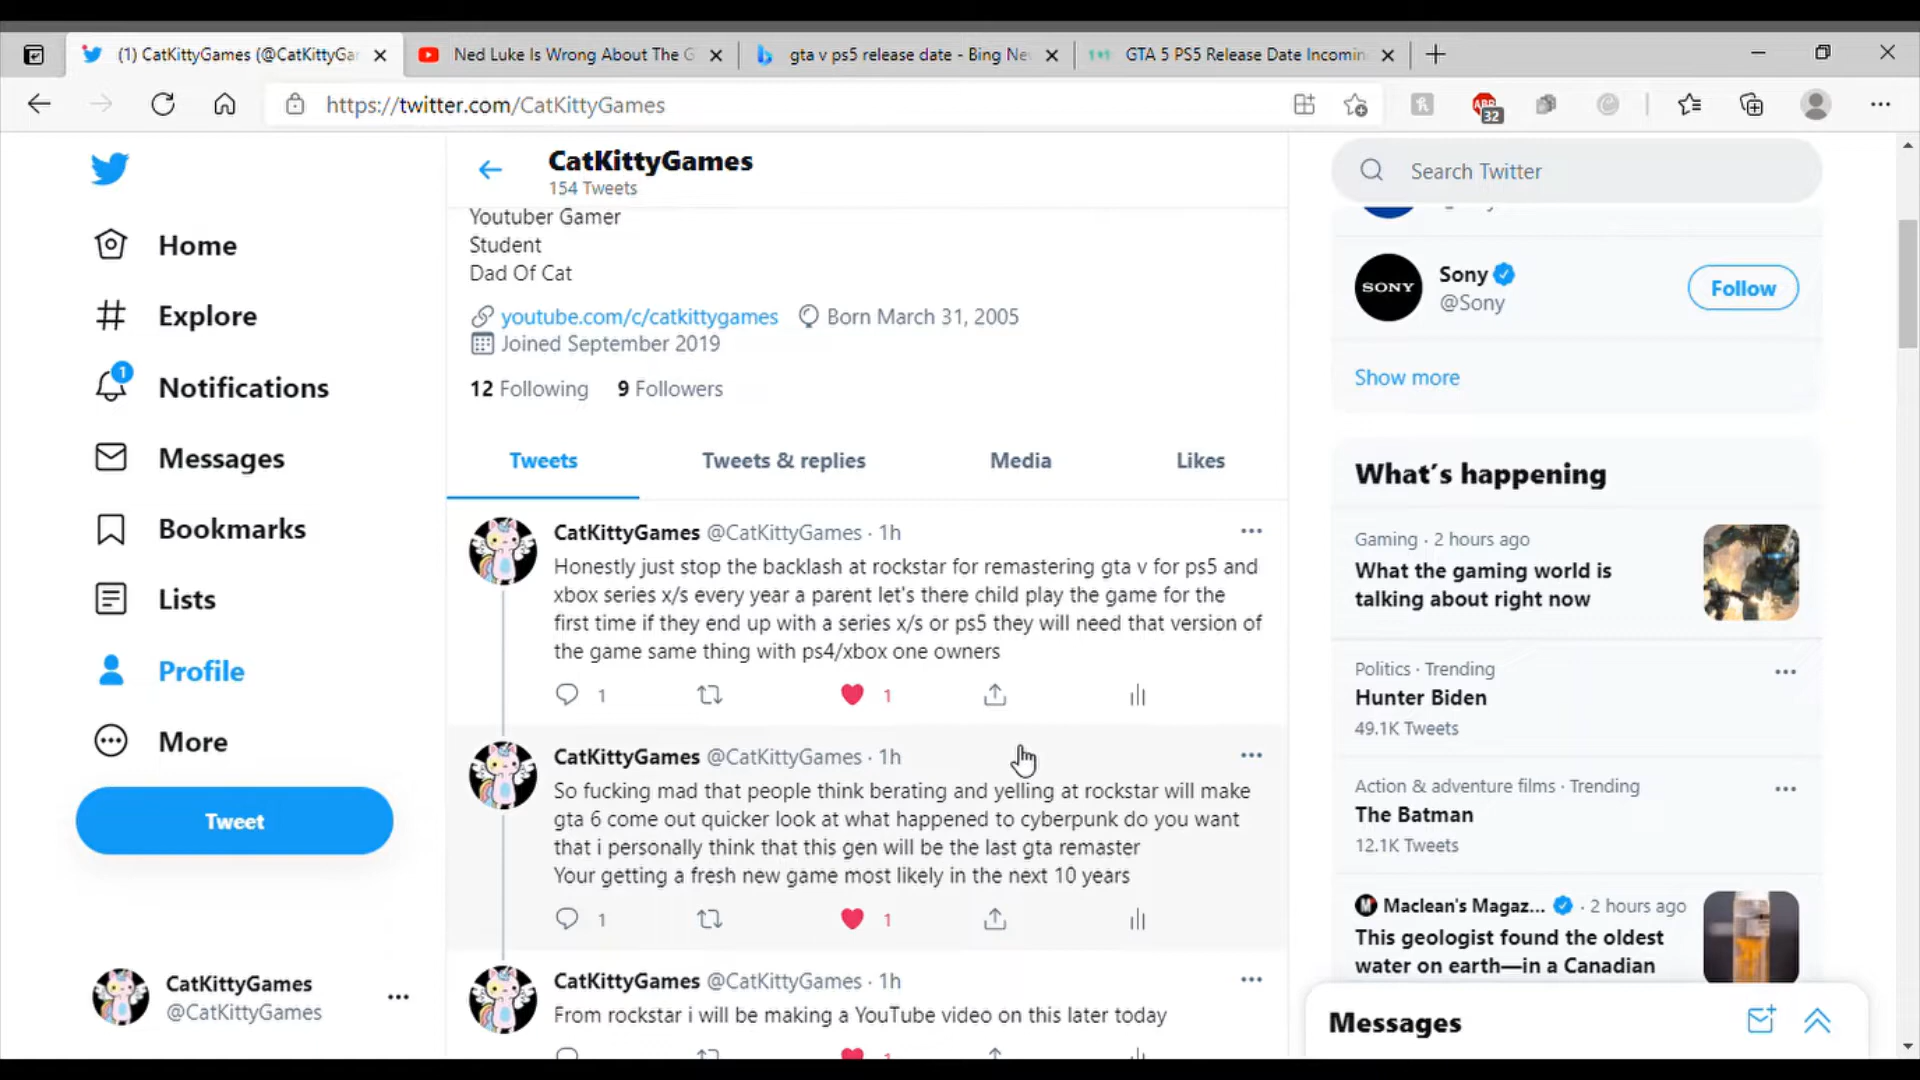 (1) CatKittyGames (@CatKittyGa
Ned Luke Is Wrong About The G
gta v ps5 release date - Bing Ne
GTA 5 PS5 Release Date Incomin
https://twitter.com/CatKittyGames
ABP
32
CatKittyGames
154 Tweets
Search Twitter
Home
Explore
1
Notifications
Messages
Bookmarks
Lists
Profile
More
Tweet
CatKittyGames
@CatKittyGames
Youtuber Gamer
Student
Dad Of Cat
youtube.com/c/catkittygames
Born March 31, 2005
Joined September 2019
12 Following
9 Followers
Tweets
Tweets & replies
Media
Likes
CatKittyGames @CatKittyGames · 1h
Honestly just stop the backlash at rockstar for remastering gta v for ps5 and
xbox series x/s every year a parent let's there child play the game for the
first time if they end up with a series x/s or ps5 they will need that version of
the game same thing with ps4/xbox one owners
1
1
CatKittyGames @CatKittyGames · 1h
So fucking mad that people think berating and yelling at rockstar will make
gta 6 come out quicker look at what happened to cyberpunk do you want
that i personally think that this gen will be the last gta remaster
Your getting a fresh new game most likely in the next 10 years
1
1
CatKittyGames @CatKittyGames · 1h
From rockstar i will be making a YouTube video on this later today
SONY
Sony
@Sony
Follow
Show more
What's happening
Gaming · 2 hours ago
What the gaming world is
talking about right now
Politics · Trending
Hunter Biden
49.1K Tweets
Action & adventure films · Trending
The Batman
12.1K Tweets
Maclean's Magaz... · 2 hours ago
This geologist found the oldest
water on earth—in a Canadian
Messages